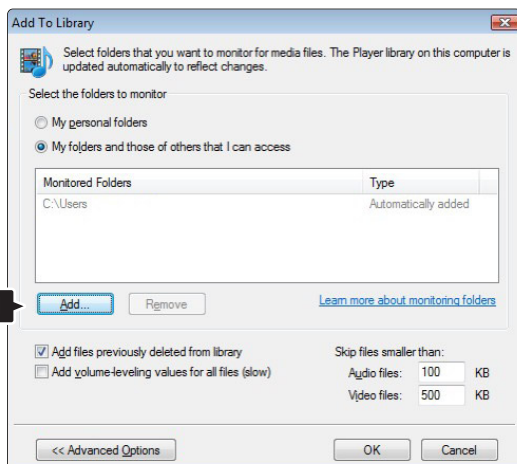 Add To Library
Select folders that you want to monitor for media files. The Player library on this computer is
updated automatically to reflect changes.
Select the folders to monitor
My personal folders
My folders and those of others that I can access
Monitored Folders Type
C:\Users Automatically added
Add... Remove Learn more about monitoring folders
Add files previously deleted from library
Add volume-leveling values for all files (slow)
Skip files smaller than:
Audio files: 100 KB
Video files: 500 KB
<< Advanced Options OK Cancel